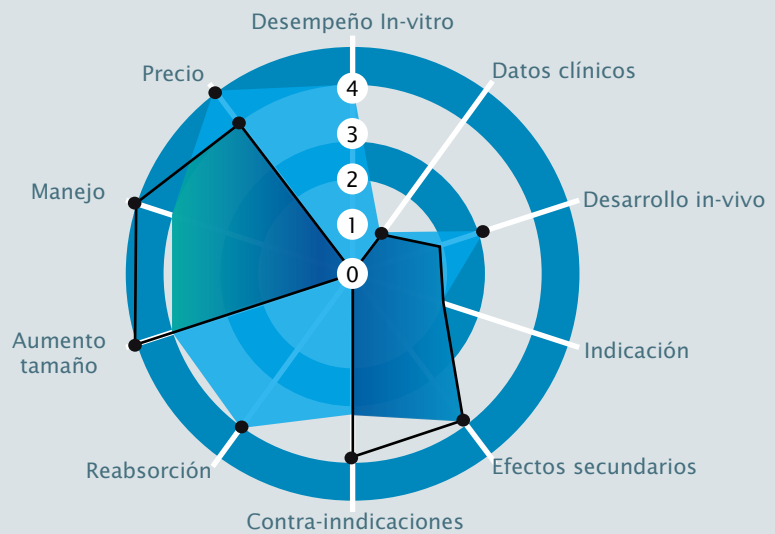 Desempeño In-vitro
Datos clínicos
Precio
4
3
Manejo
Desarrollo in-vivo
2
1
0
Aumento
tamaño
Indicación
Reabsorción
Efectos secundarios
Contra-inndicaciones